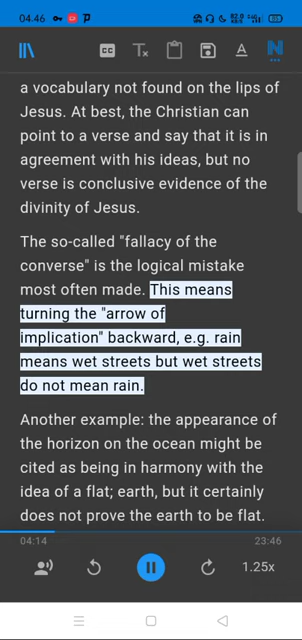 04.46
CC
a vocabulary not found on the lips of
Jesus. At best, the Christian can
point to a verse and say that it is in
agreement with his ideas, but no
verse is conclusive evidence of the
divinity of Jesus.
The so-called "fallacy of the
converse" is the logical mistake
most often made. This means
turning the "arrow of
implication" backward, e.g. rain
means wet streets but wet streets
do not mean rain.
Another example: the appearance of
the horizon on the ocean might be
cited as being in harmony with the
idea of a flat; earth, but it certainly
does not prove the earth to be flat.
04:14
23:46
1.25x